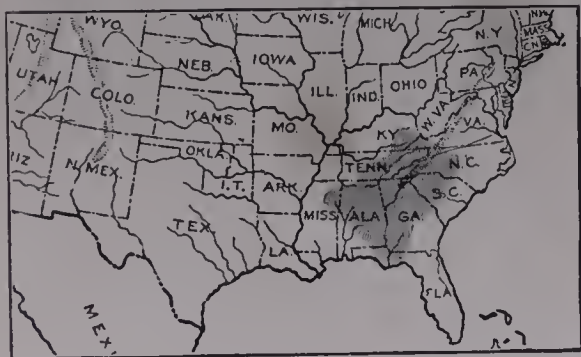 WYO.
WIS.
MICH
N.Y
MASS
NEB.
IOWA
PA.
UTAH
COLO.
ILL.
IND.
OHIO
W.VA.
VA.
KANS.
MO.
KY
OKLA.
TENN
N.C.
N.MEX.
I.T.
ARK.
S.C.
TEX.
LA.
MISS
ALA
GA.
FLA
MEX.